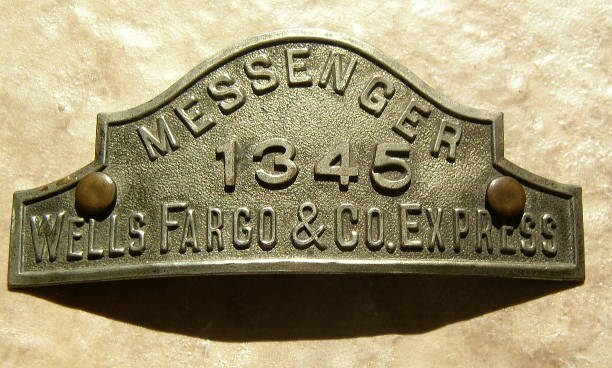 MESSENGER
1345
WELLS FARGO & CO. EXPRESS